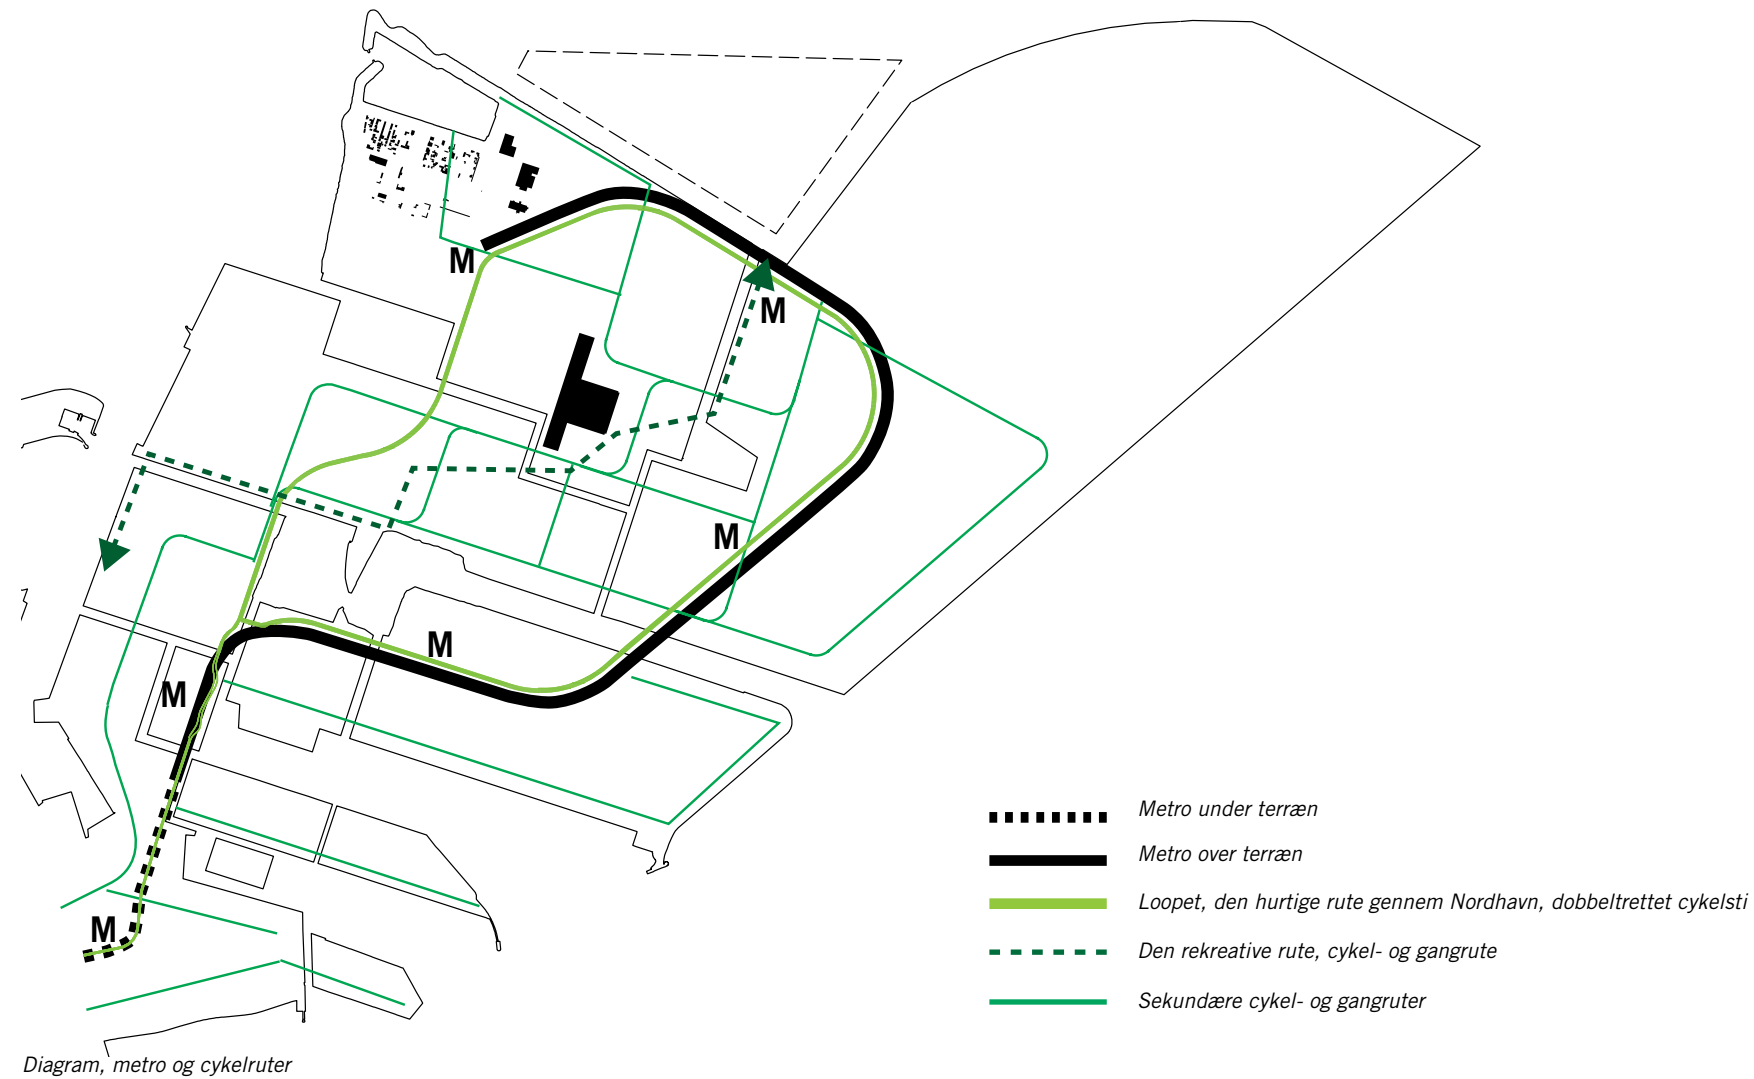 M
M
M
M
M
M
Metro under terræn
Metro over terræn
Loopet, den hurtige rute gennem Nordhavn, dobbeltrettet cykelsti
Den rekreative rute, cykel- og gangrute
Sekundære cykel- og gangruter
Diagram, metro og cykelruter